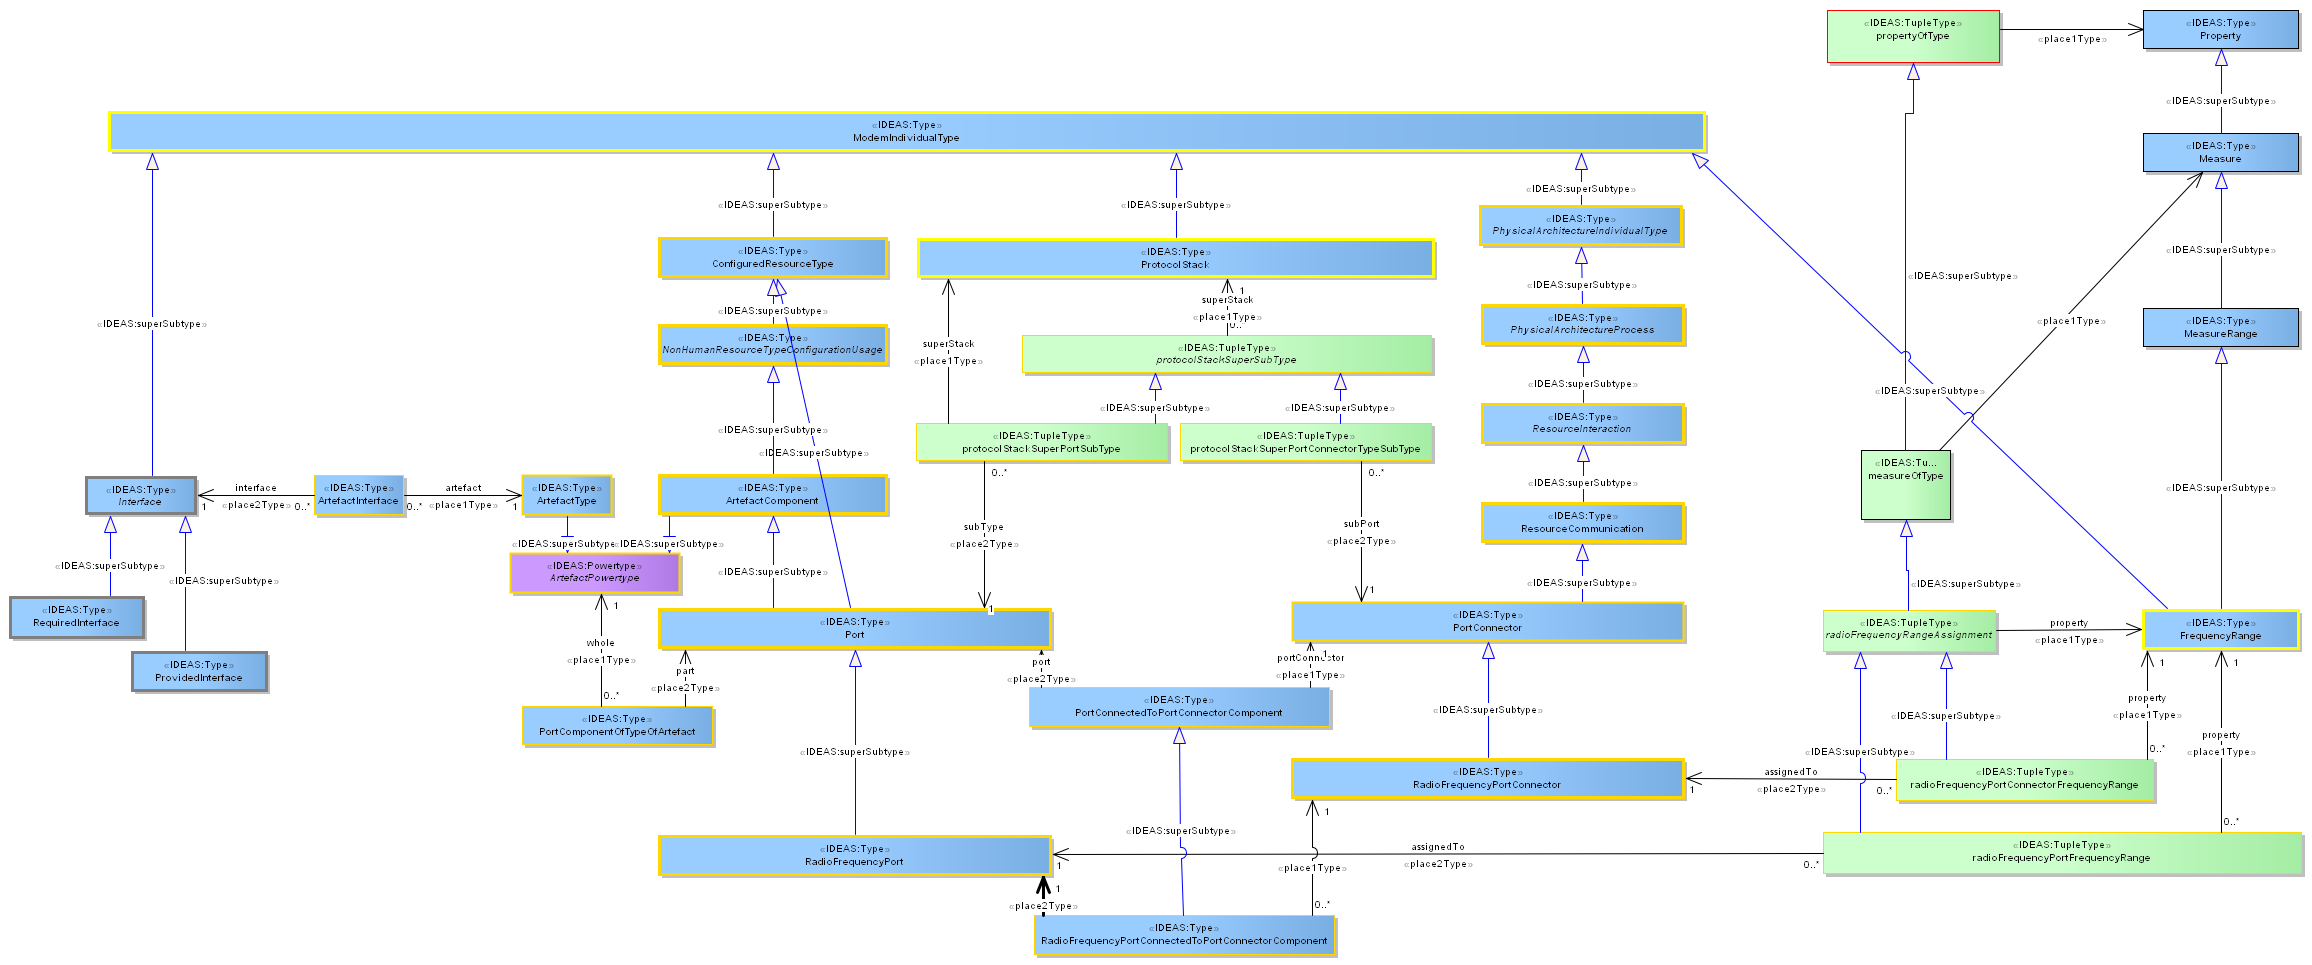 «IDEAS:TupleType»
propertyOfType
«place1Type»
«IDEAS:Type»
Property
«IDEAS:superSubtype»
«IDEAS:Type»
ModemIndividualType
«IDEAS:Type»
Measure
«IDEAS:superSubtype»
«IDEAS:superSubtype»
«IDEAS:superSubtype»
«IDEAS:Type»
PhysicalArchitectureIndividualType
«IDEAS:Type»
ConfiguredResourceType
«IDEAS:Type»
ProtocolStack
«IDEAS:superSubtype»
«IDEAS:superSubtype»
«IDEAS:superSubtype»
1
superStack
«place1Type»
0..*
«IDEAS:superSubtype»
«IDEAS:superSubtype»
«IDEAS:Type»
PhysicalArchitectureProcess
«place1Type»
«IDEAS:Type»
MeasureRange
«IDEAS:superSubtype»
«IDEAS:Type»
NonHumanResourceTypeConfigurationUsage
superStack
«place1Type»
«IDEAS:TupleType»
protocolStackSuperSubType
«IDEAS:superSubtype»
«IDEAS:superSubtype»
«IDEAS:superSubtype»
«IDEAS:superSubtype»
«IDEAS:superSubtype»
«IDEAS:superSubtype»
«IDEAS:superSubtype»
«IDEAS:TupleType»
protocolStackSuperPortSubType
0..*
«IDEAS:TupleType»
protocolStackSuperPortConnectorTypeSubType
0..*
«IDEAS:Type»
ResourceInteraction
«IDEAS:superSubtype»
«IDEAS:Tu...
measureOfType
«IDEAS:superSubtype»
«IDEAS:Type»
Interface
1
interface
«place2Type»
0..*
«IDEAS:Type»
ArtefactInterface
0..*
artefact
«place1Type»
1
«IDEAS:Type»
ArtefactType
«IDEAS:Type»
ArtefactComponent
«IDEAS:Type»
ResourceCommunication
subType
«place2Type»
1
subPort
«place2Type»
1
«IDEAS:superSubtype»
«IDEAS:superSubtype»
«IDEAS:superSubtype»
«IDEAS:superSubtype»
«IDEAS:superSubtype»
«IDEAS:superSubtype»
«IDEAS:superSubtype»
«IDEAS:Powertype»
ArtefactPowertype
1
«IDEAS:Type»
RequiredInterface
«IDEAS:Type»
ProvidedInterface
«IDEAS:Type»
Port
«IDEAS:Type»
PortConnector
«IDEAS:TupleType»
radioFrequencyRangeAssignment
property
«place1Type»
«IDEAS:Type»
FrequencyRange
whole
«place1Type»
0..*
part
«place2Type»
port
«place2Type»
portConnector
1
«place1Type»
1
1
«IDEAS:Type»
PortComponentOfTypeOfArtefact
«IDEAS:Type»
PortConnectedToPortConnectorComponent
«IDEAS:superSubtype»
«IDEAS:superSubtype»
property
«place1Type»
0..*
property
«place1Type»
0..*
«IDEAS:superSubtype»
«IDEAS:superSubtype»
«IDEAS:Type»
RadioFrequencyPortConnector
1
assignedTo
«place2Type»
0..*
«IDEAS:TupleType»
radioFrequencyPortConnectorFrequencyRange
1
«IDEAS:superSubtype»
«IDEAS:Type»
RadioFrequencyPort
1
assignedTo
«place2Type»
0..*
«IDEAS:TupleType»
radioFrequencyPortFrequencyRange
«place1Type»
0..*
1
«place2Type»
«IDEAS:Type»
RadioFrequencyPortConnectedToPortConnectorComponent